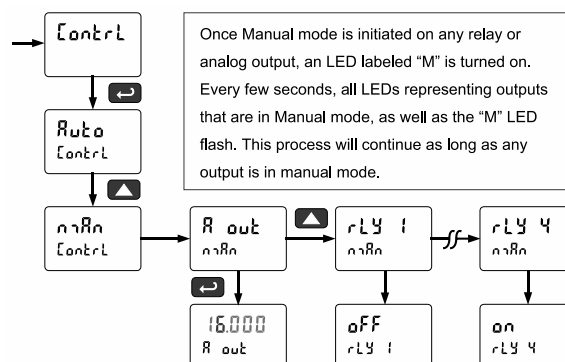 Contrl
Once Manual mode is initiated on any relay or
analog output, an LED labeled “M” is turned on.
Every few seconds, all LEDs representing outputs
that are in Manual mode, as well as the “M” LED
flash. This process will continue as long as any
output is in manual mode.
Auto
Contrl
mAn
Contrl
A out
mAn
rLY 1
mAn
rLY 4
mAn
16.000
A out
oFF
rLY 1
on
rLY 4